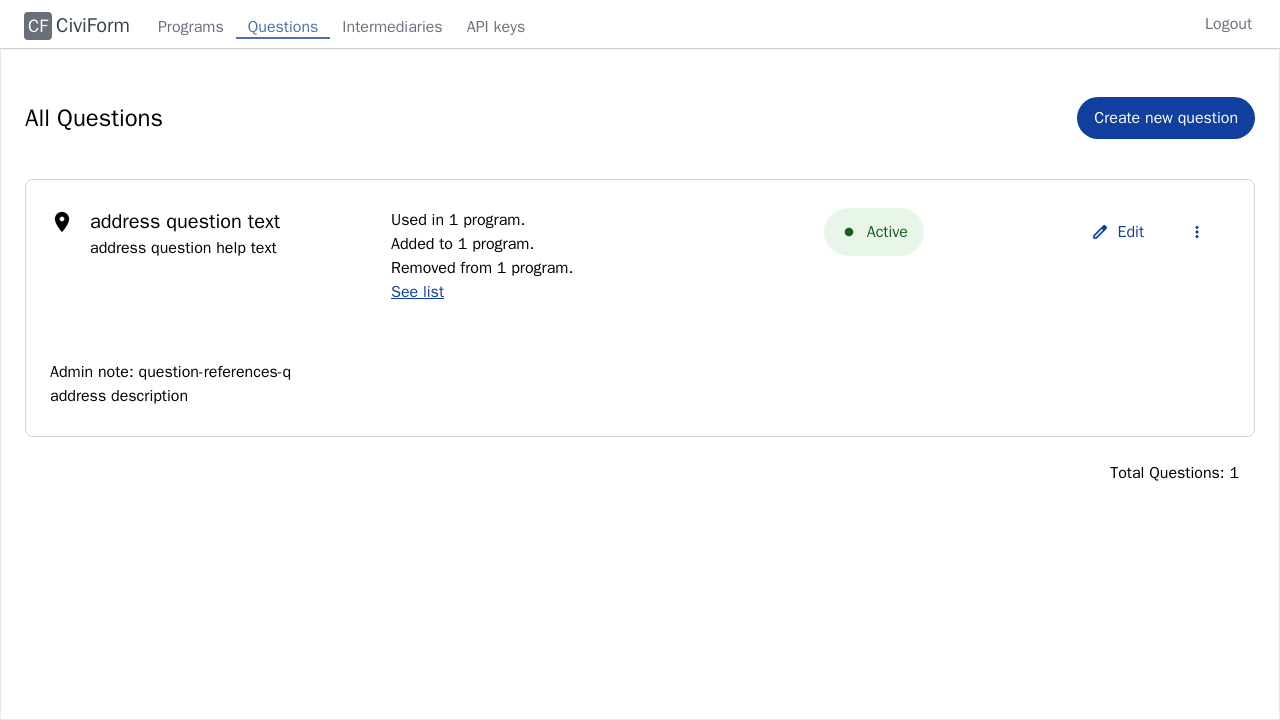 CF CiviForm Programs Questions Intermediaries API keys Logout
All Questions
Create new question
address question text
address question help text
Used in 1 program.
Added to 1 program.
Removed from 1 program.
See list
Active
Edit
Admin note: question-references-q
address description
Total Questions: 1